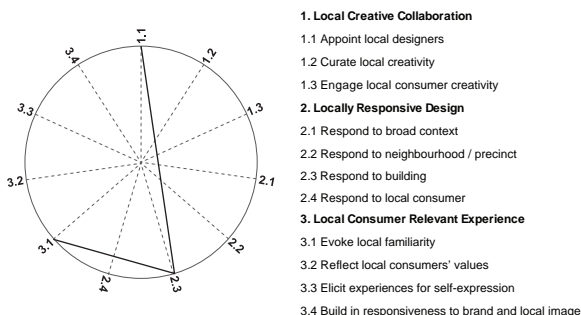 1.1
1.2
1.3
2.1
2.2
2.3
2.4
3.1
3.2
3.3
3.4
1. Local Creative Collaboration
1.1 Appoint local designers
1.2 Curate local creativity
1.3 Engage local consumer creativity
2. Locally Responsive Design
2.1 Respond to broad context
2.2 Respond to neighbourhood / precinct
2.3 Respond to building
2.4 Respond to local consumer
3. Local Consumer Relevant Experience
3.1 Evoke local familiarity
3.2 Reflect local consumers' values
3.3 Elicit experiences for self-expression
3.4 Build in responsiveness to brand and local image